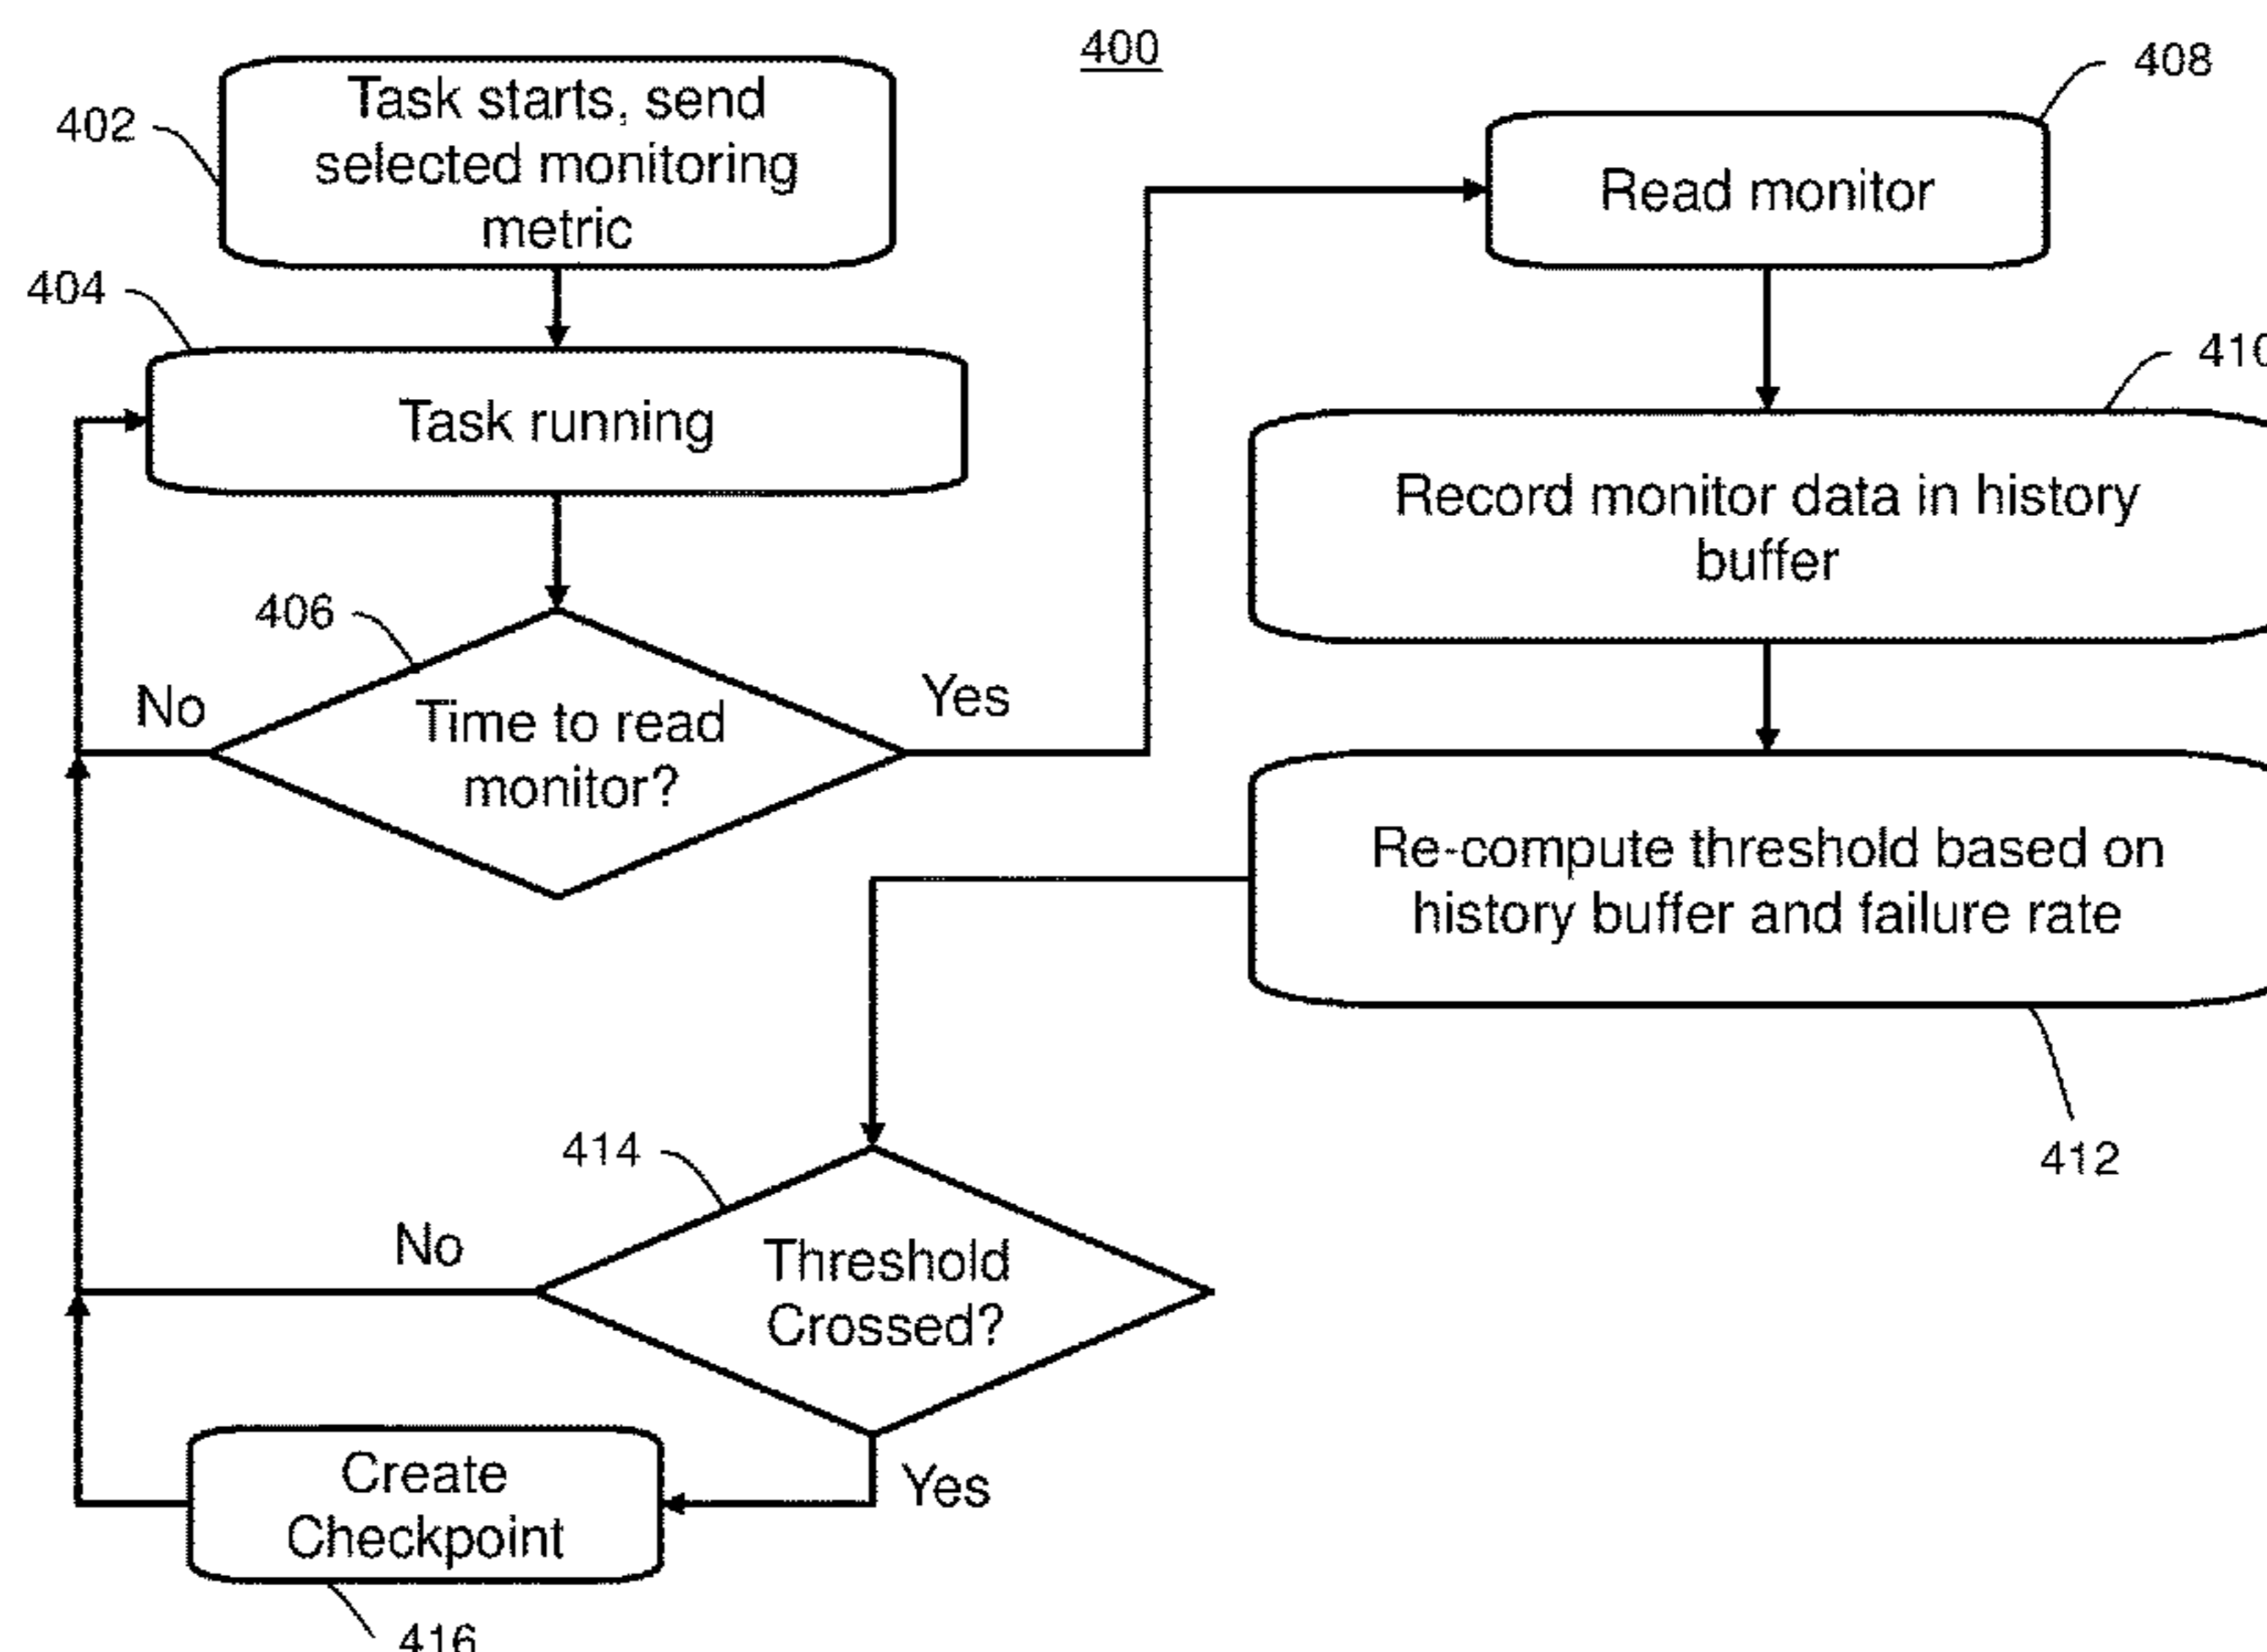 400
402
Task starts, send
selected monitoring
metric
404
Task running
406
Time to read
monitor?
No
Yes
408
Read monitor
410
Record monitor data in history
buffer
Re-compute threshold based on
history buffer and failure rate
412
414
Threshold
Crossed?
No
Yes
Create
Checkpoint
416